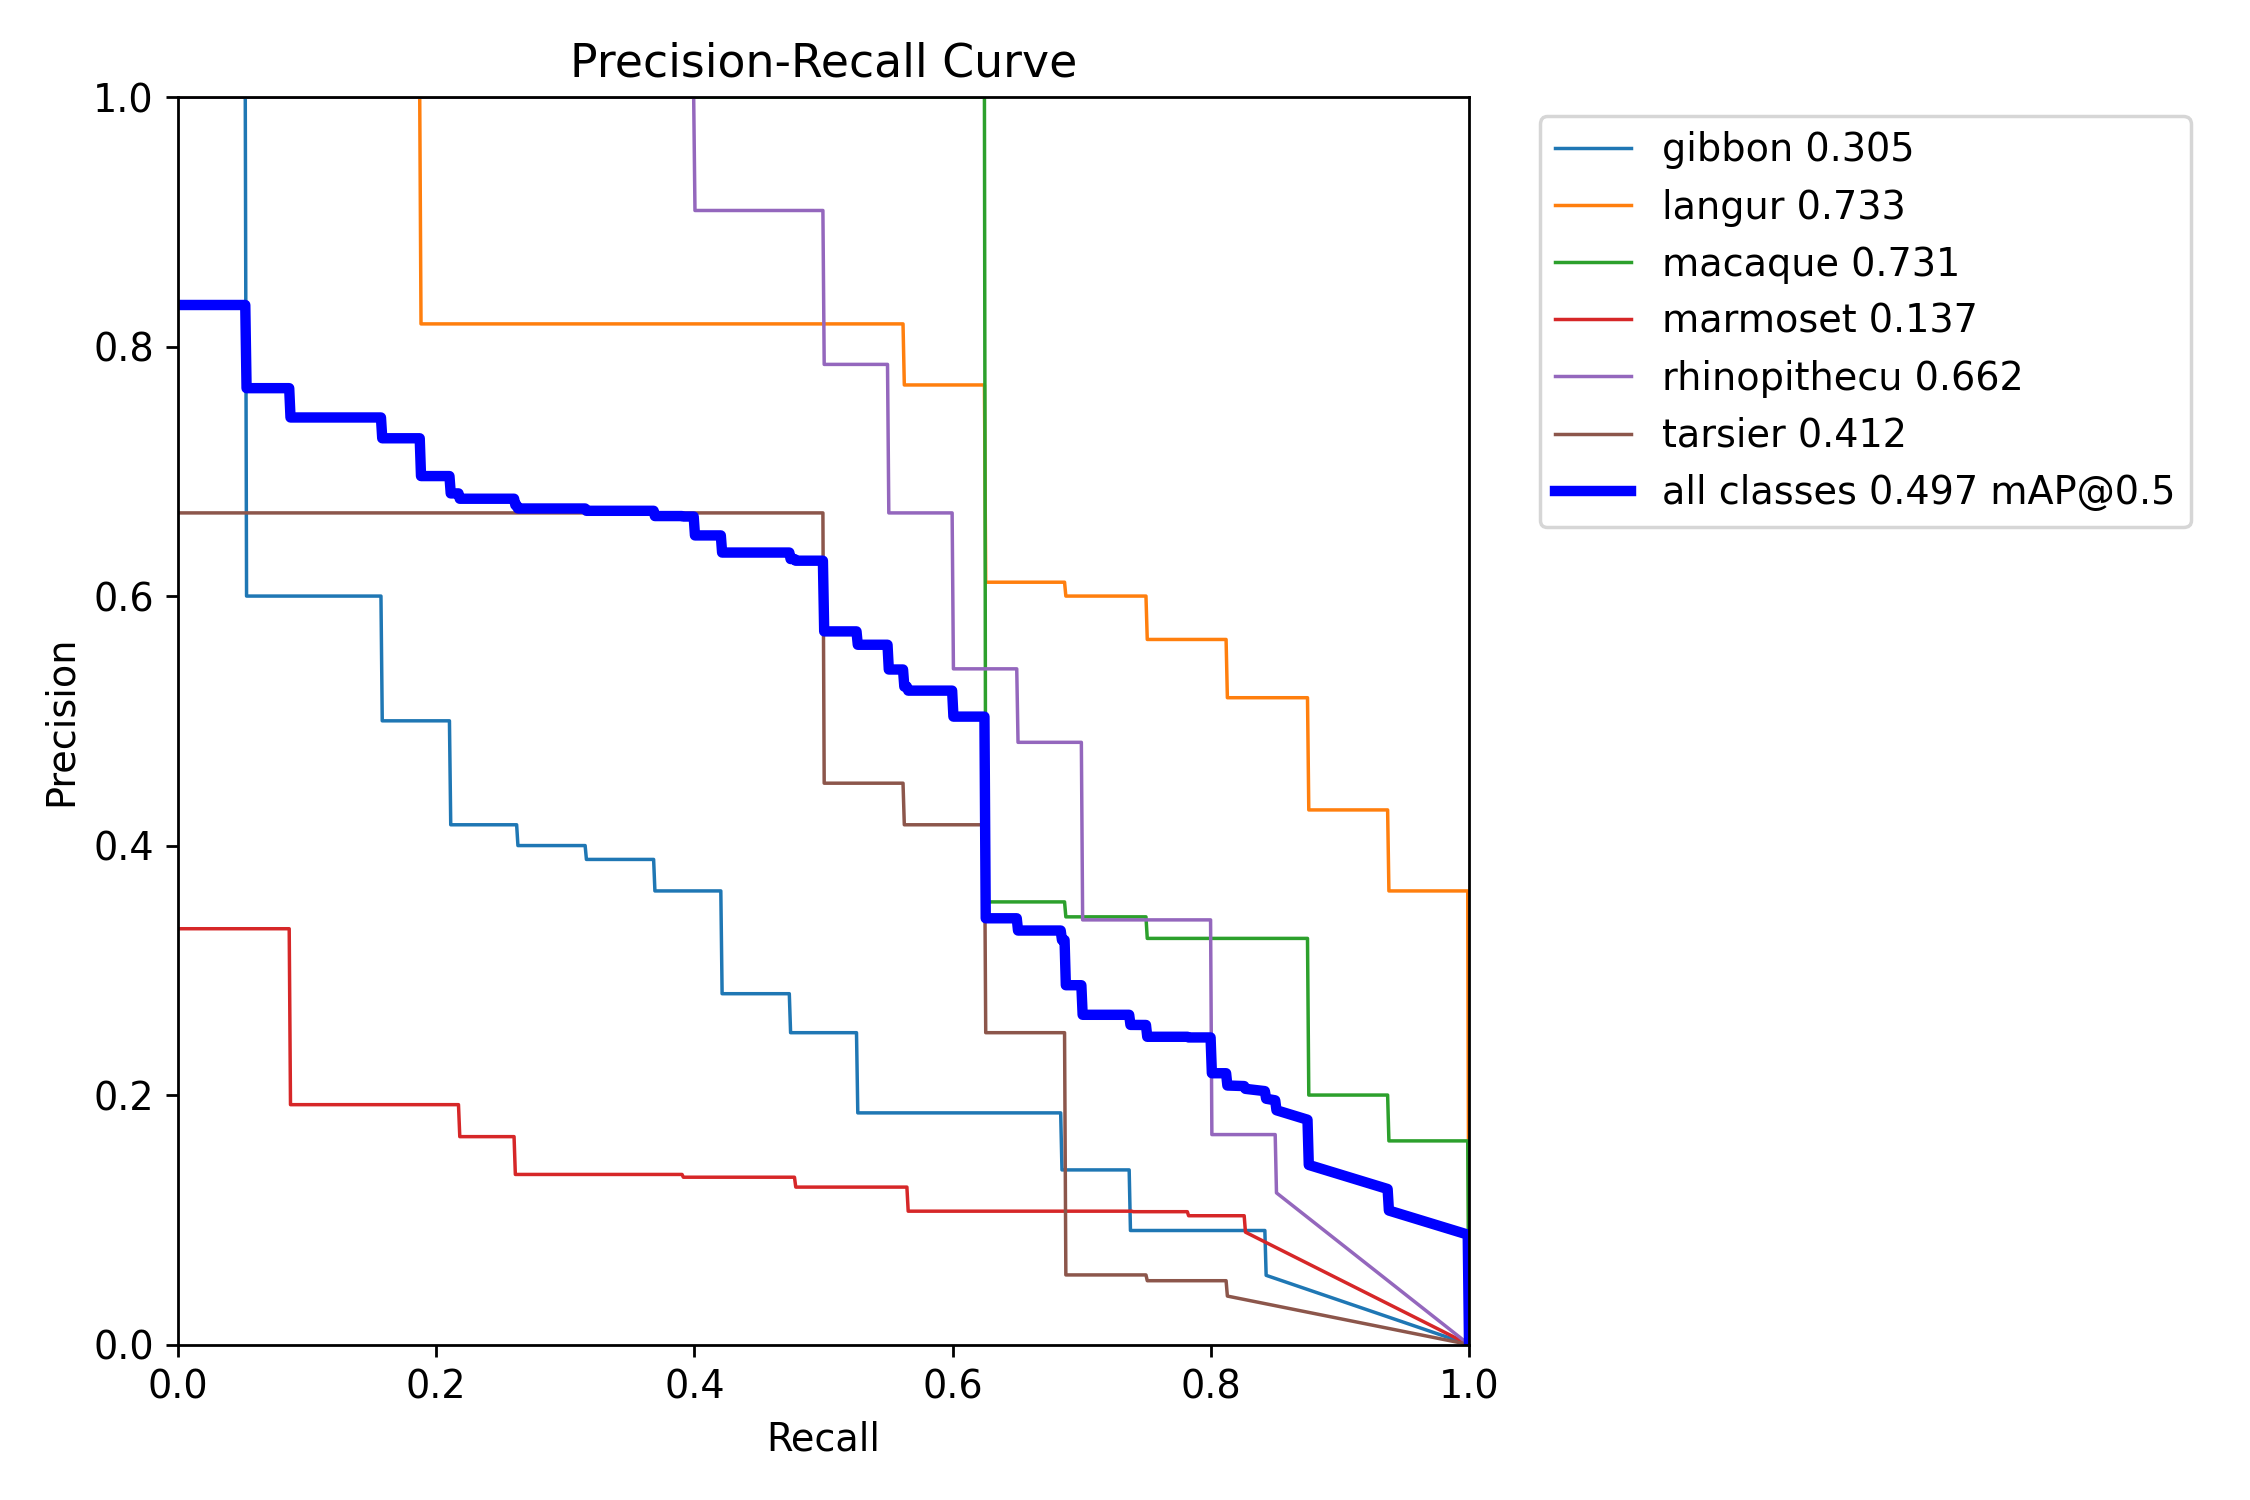 Precision-Recall Curve
1.0
0.8
0.6
0.4
0.2
0.0
Precision
0.0 0.2 0.4 0.6 0.8 1.0
Recall
gibbon 0.305
langur 0.733
macaque 0.731
marmoset 0.137
rhinopithecu 0.662
tarsier 0.412
all classes 0.497 mAP@0.5